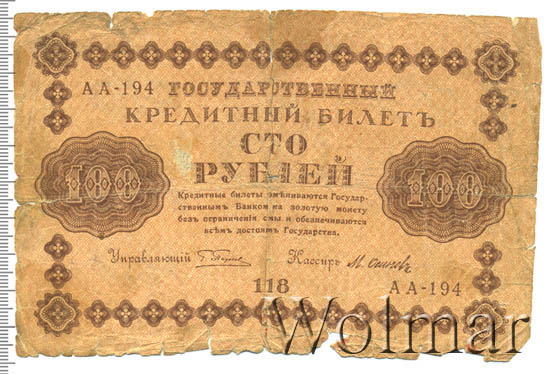 АА-194 ГОСУДАРСТВЕННЫЙ
КРЕДИТНЫЙ БИЛЕТЪ
СТО
РУБЛЕЙ
100 100
Кредитные билеты размѣниваются Государ-
ственнымъ Банкомъ на золотую монету
безъ ограниченія суммы и обезпечиваются
всѣмъ достояніемъ Государства.
Управляющій Кассиръ
118
АА-194
Wolmar